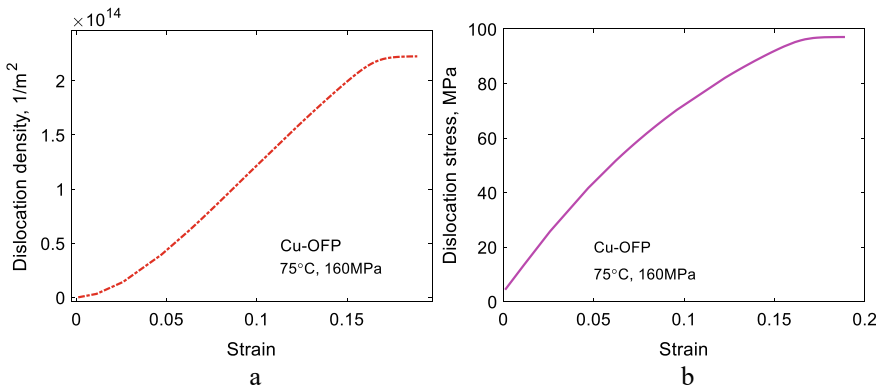 ×10^14
Dislocation density, 1/m^2
2
1.5
1
0.5
0
0
0.05
0.1
0.15
Cu-OFP
75°C, 160MPa
Strain
a
Dislocation stress, MPa
100
80
60
40
20
0
0
0.05
0.1
0.15
0.2
Cu-OFP
75°C, 160MPa
Strain
b